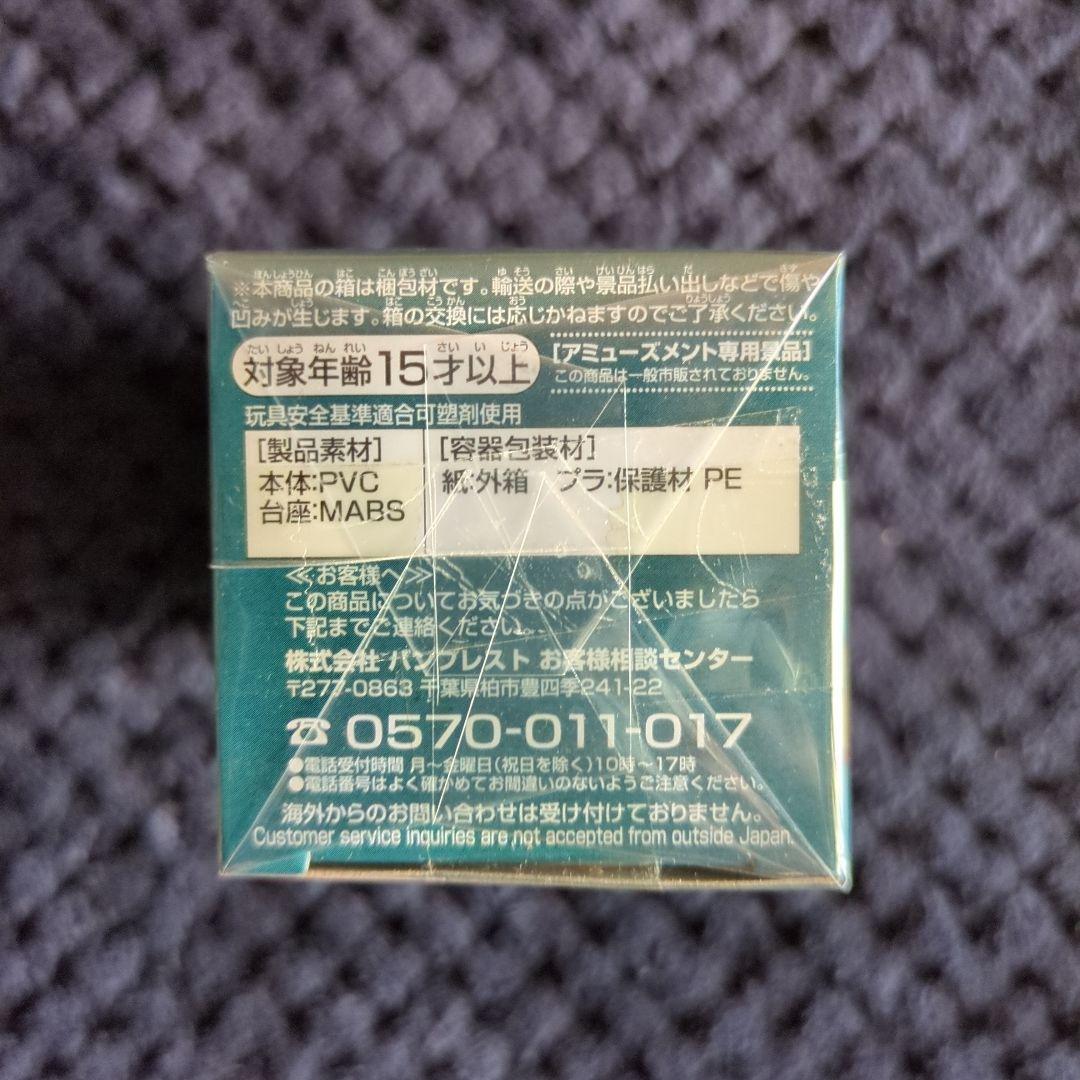 ※本商品の箱は梱包材です。輸送の際や景品払い出しなどで傷や
凹みが生じます。箱の交換には応じかねますのでご了承ください。
対象年齢15才以上
[アミューズメント専用景品]
この商品は一般市販されておりません。
玩具安全基準適合可塑剤使用
[製品素材]
本体:PVC
台座:MABS
[容器包装材]
紙:外箱 プラ:保護材 PE
≪お客様へ≫
この商品についてお気づきの点がございましたら
下記までご連絡ください。
株式会社 バンプレスト お客様相談センター
〒277-0863 千葉県柏市豊四季241-22
☎0570-011-017
●電話受付時間 月～金曜日(祝日を除く)10時～17時
●電話番号はよく確かめてお間違いのないようご注意ください。
海外からのお問い合わせは受け付けておりません。
Customer service inquiries are not accepted from outside Japan.